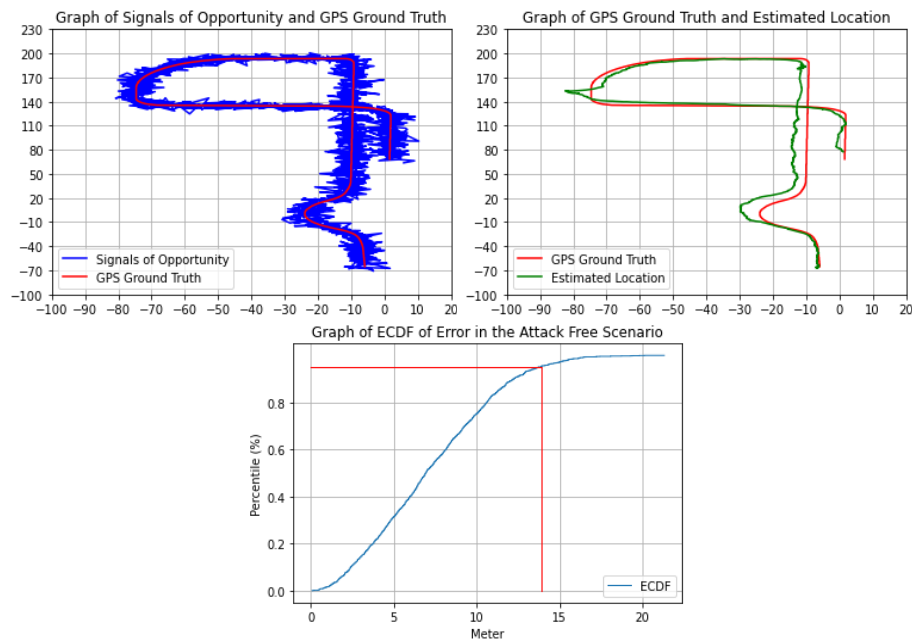 Graph of Signals of Opportunity and GPS Ground Truth
230
200
170
140
110
80
50
20
−10
−40
−70
−100
Signals of Opportunity
GPS Ground Truth
−100 −90 −80 −70 −60 −50 −40 −30 −20 −10 0 10 20
Graph of GPS Ground Truth and Estimated Location
230
200
170
140
110
80
50
20
−10
−40
−70
−100
GPS Ground Truth
Estimated Location
−100 −90 −80 −70 −60 −50 −40 −30 −20 −10 0 10 20
Graph of ECDF of Error in the Attack Free Scenario
Percentile (%)
0.8
0.6
0.4
0.2
0.0
ECDF
0 5 10 15 20
Meter